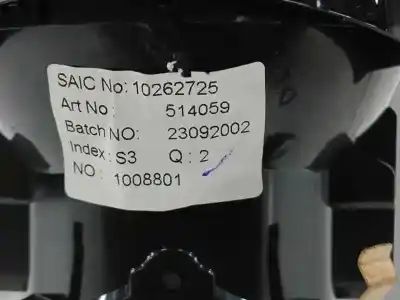 SAIC No: 10262725
Art No : 514059
Batch NO: 23092002
Index: S3 Q: 2
NO : 1008801